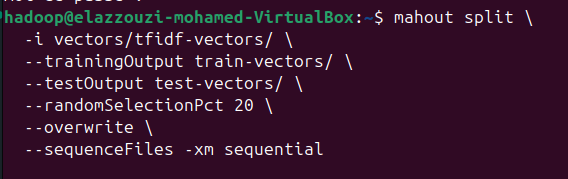 hadoop@elazzouzi-mohamed-VirtualBox:~$ mahout split \
-i vectors/tfidf-vectors/ \
--trainingOutput train-vectors/ \
--testOutput test-vectors/ \
--randomSelectionPct 20 \
--overwrite \
--sequenceFiles -xm sequential